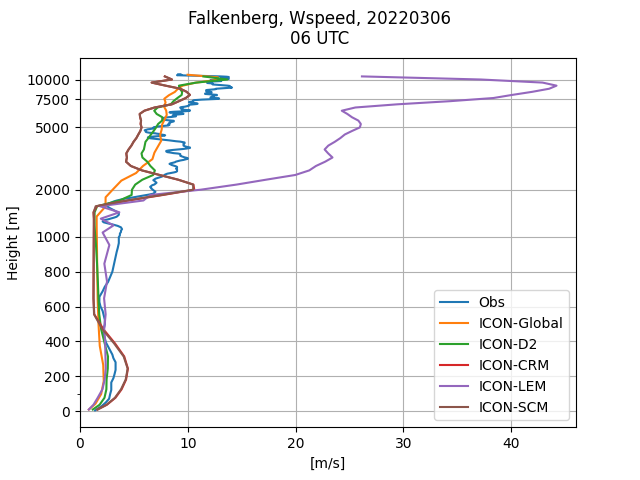 Falkenberg, Wspeed, 20220306
06 UTC
Height [m]
10000
7500
5000
2000
1000
800
600
400
200
0
Obs
ICON-Global
ICON-D2
ICON-CRM
ICON-LEM
ICON-SCM
0 10 20 30 40
[m/s]